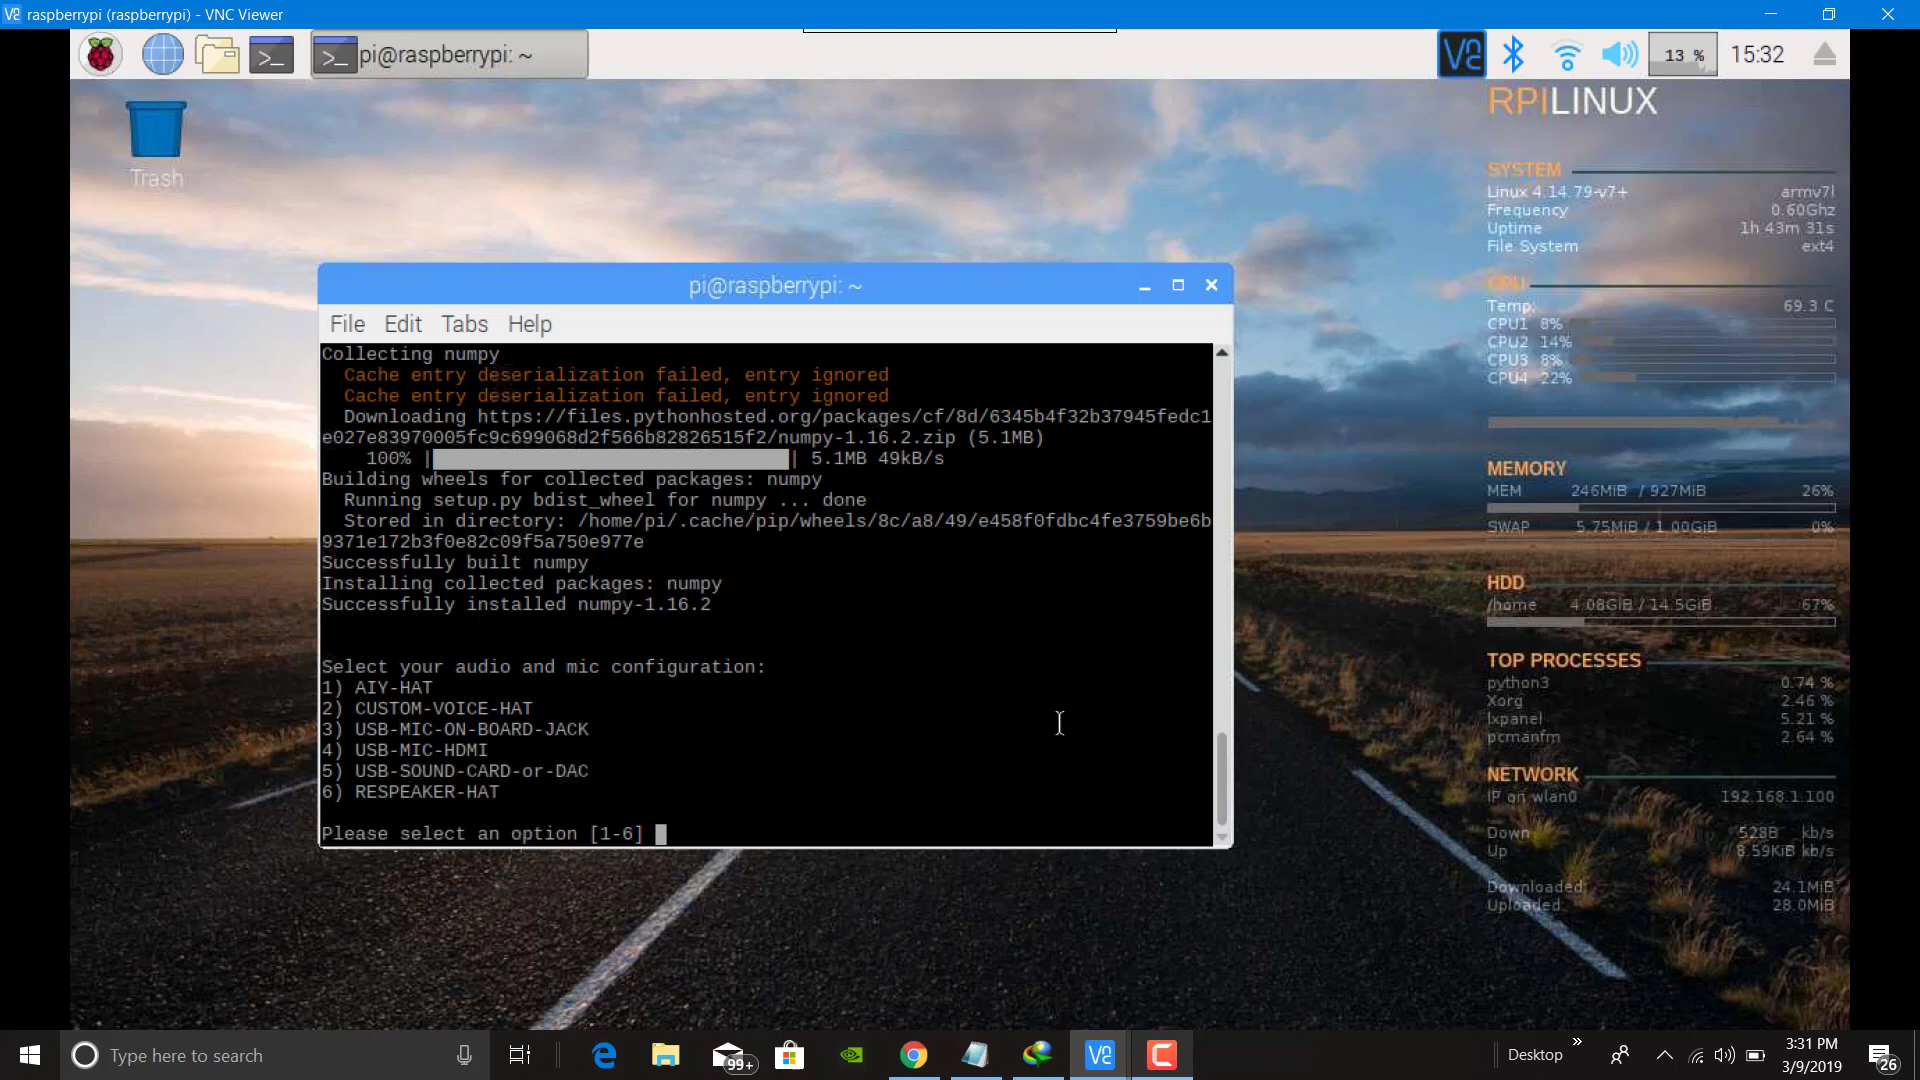 raspberrypi (raspberrypi) - VNC Viewer
pi@raspberrypi: ~
13 %
15:32
Trash
RPILINUX
SYSTEM
Linux 4.14.79-v7+ armv7l
Frequency 0.60Ghz
Uptime 1h 43m 31s
File System ext4
CPU
Temp: 69.3 C
CPU1 8%
CPU2 14%
CPU3 8%
CPU4 22%
MEMORY
MEM 246MiB / 927MiB 26%
SWAP 5.75MiB / 1.00GiB 0%
HDD
/home 4.08GiB / 14.5GiB 67%
TOP PROCESSES
python3 0.74 %
Xorg 2.46 %
lxpanel 5.21 %
pcmanfm 2.64 %
NETWORK
IP on wlan0 192.168.1.100
Down 528B kb/s
Up 8.59KiB kb/s
Downloaded 24.1MiB
Uploaded 28.0MiB
pi@raspberrypi: ~
File Edit Tabs Help
Collecting numpy
Cache entry deserialization failed, entry ignored
Cache entry deserialization failed, entry ignored
Downloading https://files.pythonhosted.org/packages/cf/8d/6345b4f32b37945fedc1
e027e83970005fc9c699068d2f566b82826515f2/numpy-1.16.2.zip (5.1MB)
100% | | 5.1MB 49kB/s
Building wheels for collected packages: numpy
Running setup.py bdist_wheel for numpy ... done
Stored in directory: /home/pi/.cache/pip/wheels/8c/a8/49/e458f0fdbc4fe3759be6b
9371e172b3f0e82c09f5a750e977e
Successfully built numpy
Installing collected packages: numpy
Successfully installed numpy-1.16.2
Select your audio and mic configuration:
1) AIY-HAT
2) CUSTOM-VOICE-HAT
3) USB-MIC-ON-BOARD-JACK
4) USB-MIC-HDMI
5) USB-SOUND-CARD-or-DAC
6) RESPEAKER-HAT
Please select an option [1-6]
Type here to search
99+
Desktop
3:31 PM
3/9/2019
26